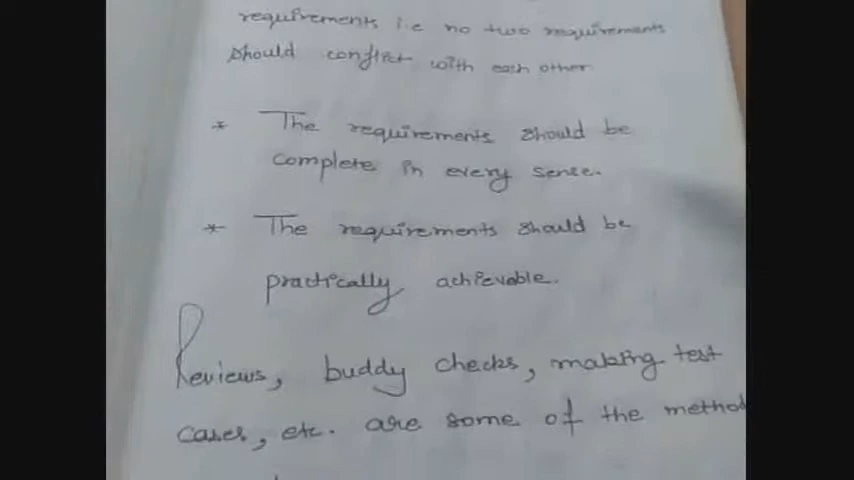 requirements i.e no two requirements
should conflict with each other
* The requirements should be
complete in every sense.
* The requirements should be
practically achievable.
Reviews, buddy checks, making test
cases, etc. are some of the method